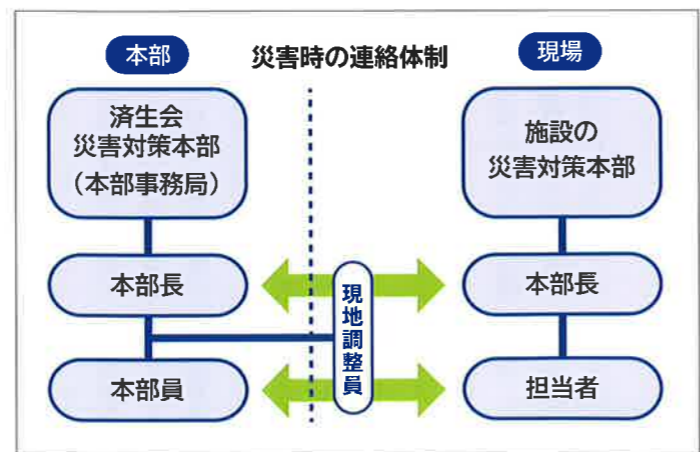 災害時の連絡体制
本部
済生会
災害対策本部
（本部事務局）
本部長
本部員
現地調整員
現場
施設の
災害対策本部
本部長
担当者